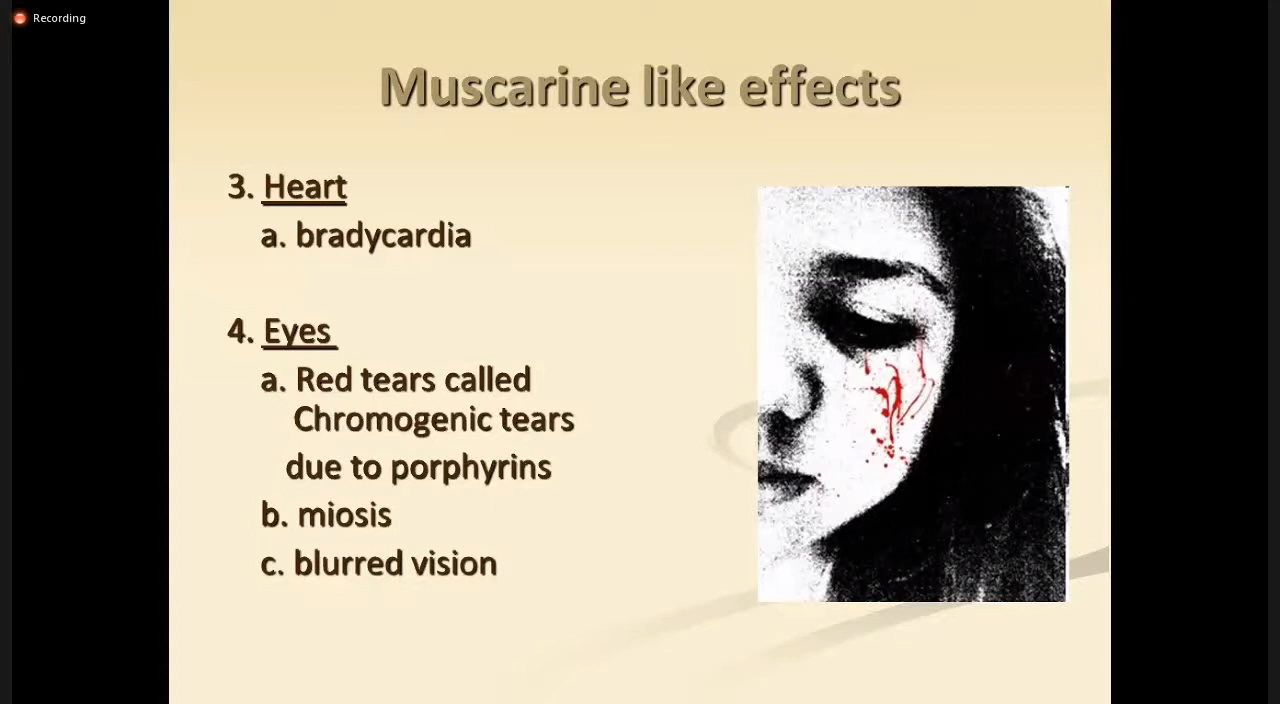 Recording
Muscarine like effects
3. Heart
a. bradycardia
4. Eyes
a. Red tears called
Chromogenic tears
due to porphyrins
b. miosis
c. blurred vision